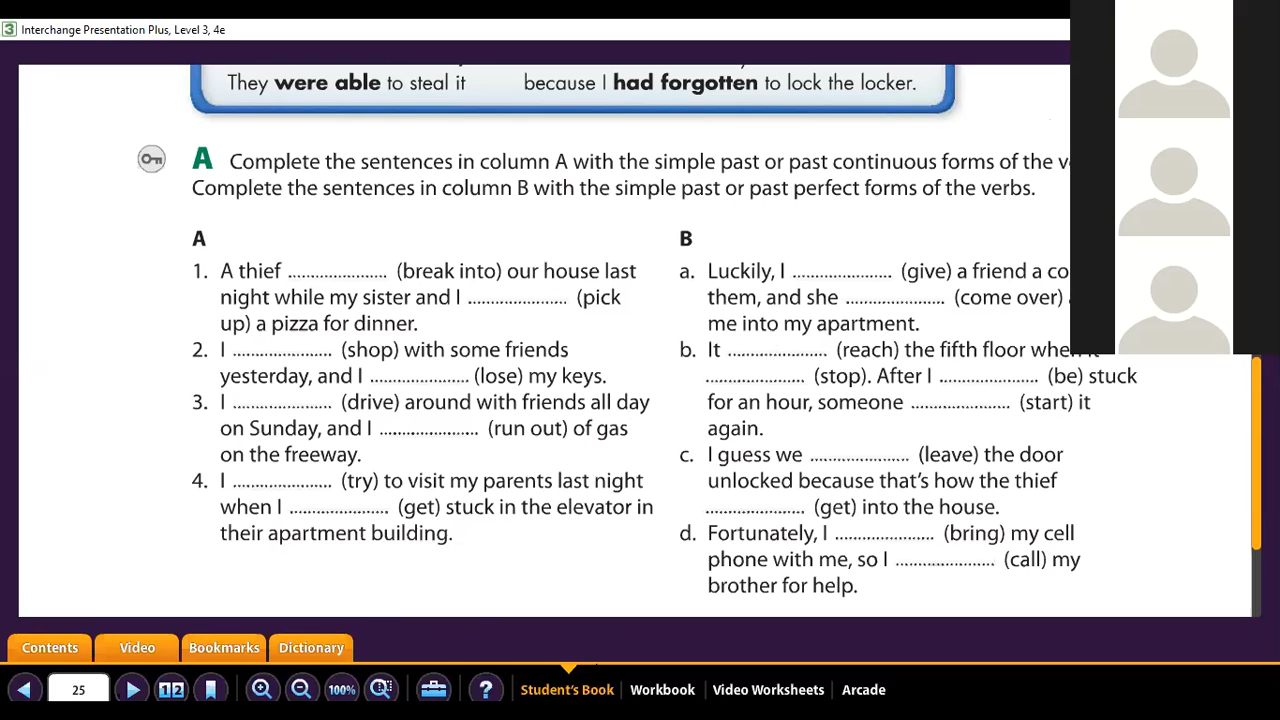 Interchange Presentation Plus, Level 3, 4e
They were able to steal it because I had forgotten to lock the locker.
A Complete the sentences in column A with the simple past or past continuous forms of the
Complete the sentences in column B with the simple past or past perfect forms of the verbs.
A
1. A thief ...................... (break into) our house last
night while my sister and I ...................... (pick
up) a pizza for dinner.
2. I ...................... (shop) with some friends
yesterday, and I ...................... (lose) my keys.
3. I ...................... (drive) around with friends all day
on Sunday, and I ...................... (run out) of gas
on the freeway.
4. I ...................... (try) to visit my parents last night
when I ...................... (get) stuck in the elevator in
their apartment building.
B
a. Luckily, I ...................... (give) a friend a
them, and she ...................... (come over)
me into my apartment.
b. It ...................... (reach) the fifth floor when it
...................... (stop). After I ...................... (be) stuck
for an hour, someone ...................... (start) it
again.
c. I guess we ...................... (leave) the door
unlocked because that's how the thief
...................... (get) into the house.
d. Fortunately, I ...................... (bring) my cell
phone with me, so I ...................... (call) my
brother for help.
Contents Video Bookmarks Dictionary
25 1 2 100% ? Student's Book Workbook Video Worksheets Arcade